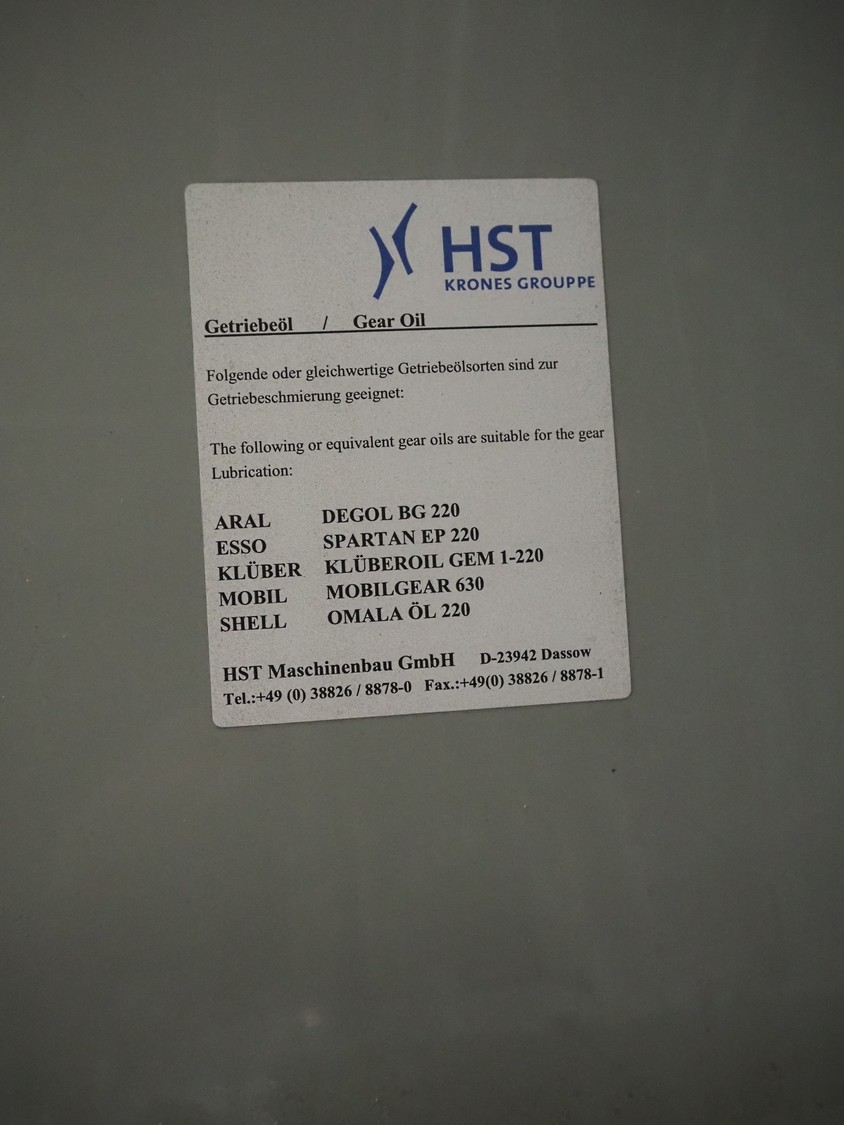 HST
KRONES GROUPPE
Getriebeöl / Gear Oil
Folgende oder gleichwertige Getriebeölsorten sind zur
Getriebeschmierung geeignet:
The following or equivalent gear oils are suitable for the gear
Lubrication:
ARAL DEGOL BG 220
ESSO SPARTAN EP 220
KLÜBER KLÜBEROIL GEM 1-220
MOBIL MOBILGEAR 630
SHELL OMALA ÖL 220
HST Maschinenbau GmbH D-23942 Dassow
Tel.:+49 (0) 38826 / 8878-0 Fax.:+49(0) 38826 / 8878-1